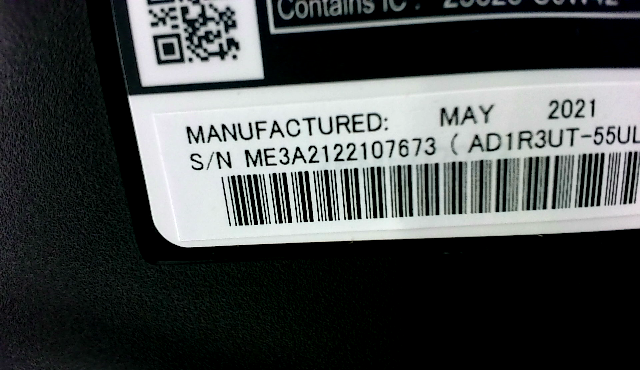 Contains IC :
MANUFACTURED: MAY 2021
S/N ME3A2122107673 ( AD1R3UT-55UL